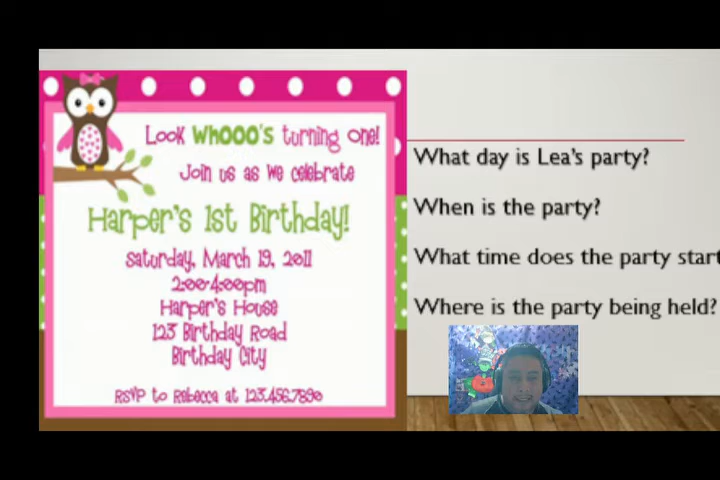 Look Whooo's turning one!
Join us as we celebrate
Harper's 1st Birthday!
Saturday, March 19, 2011
2:00-4:00pm
Harper's House
123 Birthday Road
Birthday City
RSVP to Rebecca at 123.456.7890
What day is Lea's party?
When is the party?
What time does the party start
Where is the party being held?